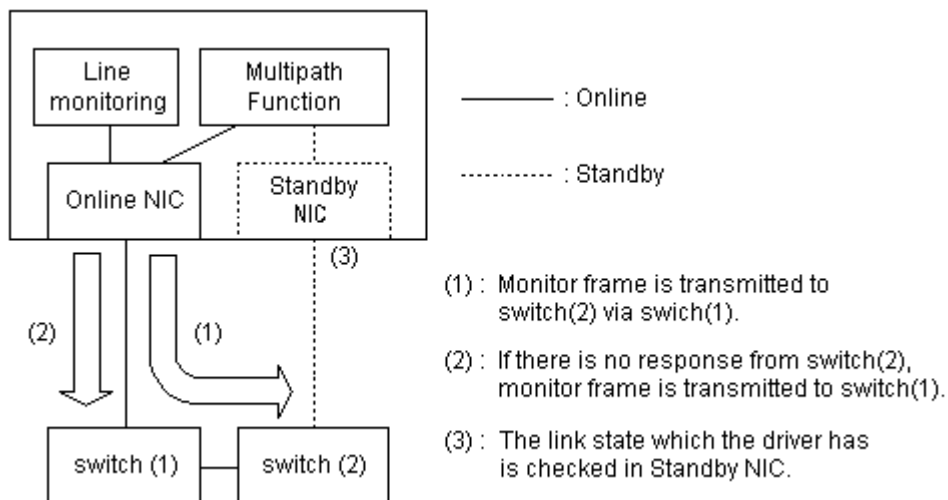 Line
monitoring
Multipath
Function
Online NIC
Standby
NIC
: Online
: Standby
(3)
(2)
(1)
switch (1)
switch (2)
(1) : Monitor frame is transmitted to
switch(2) via swich(1).
(2) : If there is no response from switch(2),
monitor frame is transmitted to switch(1).
(3) : The link state which the driver has
is checked in Standby NIC.